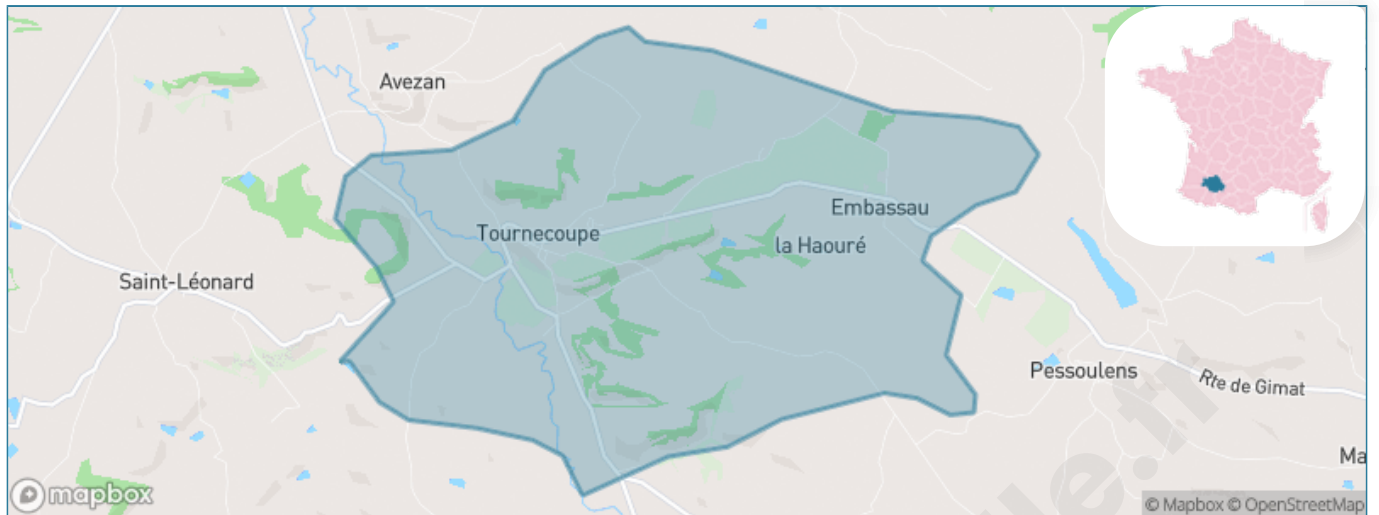 Avezan
Embassau
Tournecoupe
la Haouré
Saint-Léonard
Pessoulens
Rte de Gimat
Ma
mapbox
© Mapbox © OpenStreetMap